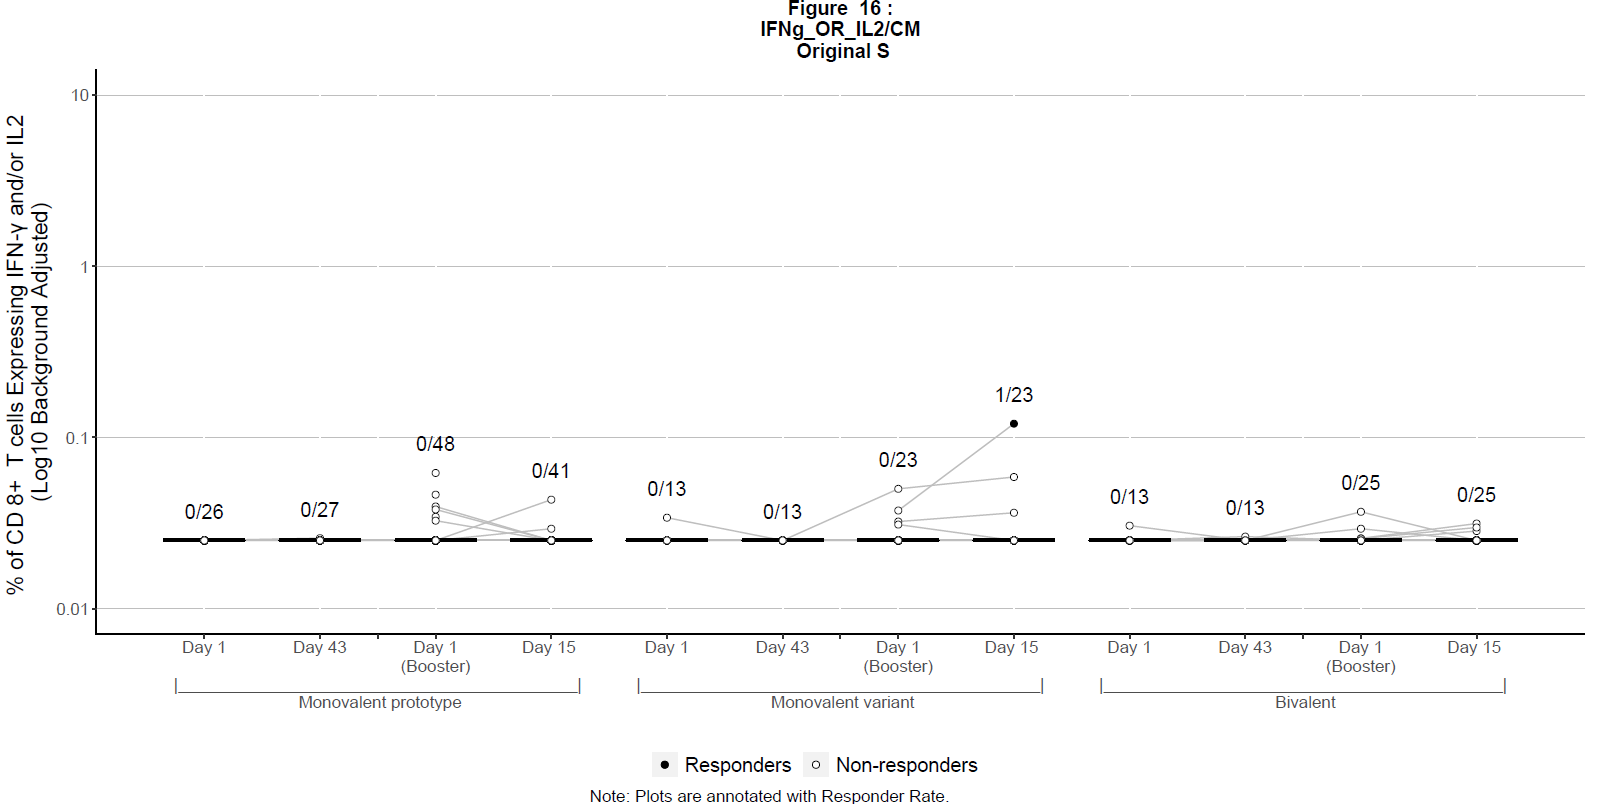 Figure 16 :
IFNg_OR_IL2/CM
Original S
% of CD 8+ T cells Expressing IFN-γ and/or IL2
(Log10 Background Adjusted)
10
1
0.1
0.01
0/26
0/27
0/48
0/41
0/13
0/13
0/23
1/23
0/13
0/13
0/25
0/25
Day 1
Day 43
Day 1
(Booster)
Day 15
Day 1
Day 43
Day 1
(Booster)
Day 15
Day 1
Day 43
Day 1
(Booster)
Day 15
Monovalent prototype
Monovalent variant
Bivalent
Responders
Non-responders
Note: Plots are annotated with Responder Rate.